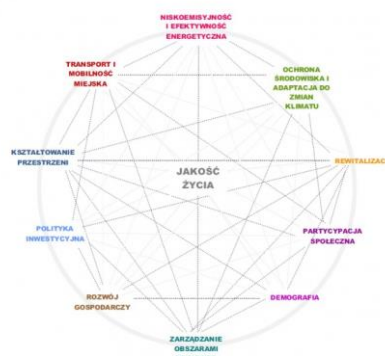 NISKOEMISYJNOŚĆ
I EFEKTYWNOŚĆ
ENERGETYCZNA
TRANSPORT I
MOBILNOŚĆ
MIEJSKA
OCHRONA
ŚRODOWISKA I
ADAPTACJA DO
ZMIAN
KLIMATU
KSZTAŁTOWANIE
PRZESTRZENI
REWITALIZAC
JAKOŚĆ
ŻYCIA
POLITYKA
INWESTYCYJNA
PARTYCYPACJA
SPOŁECZNA
ROZWÓJ
GOSPODARCZY
DEMOGRAFIA
ZARZĄDZANIE
OBSZARAMI